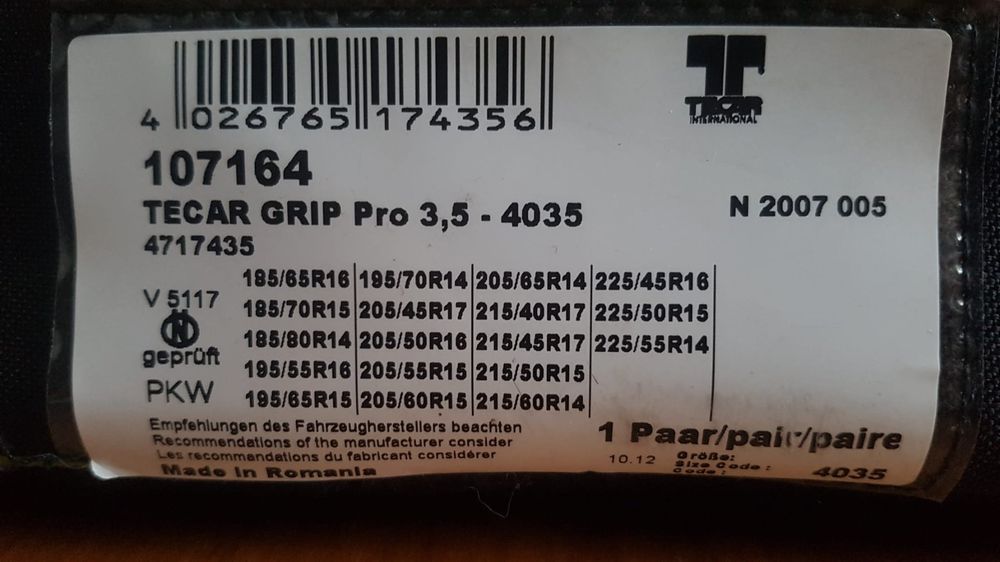 4 026765 174356
TECAR
INTERNATIONAL
107164
TECAR GRIP Pro 3,5 - 4035
N 2007 005
4717435
V 5117
geprüft
PKW
185/65R16 195/70R14 205/65R14 225/45R16
185/70R15 205/45R17 215/40R17 225/50R15
185/80R14 205/50R16 215/45R17 225/55R14
195/55R16 205/55R15 215/50R15
195/65R15 205/60R15 215/60R14
Empfehlungen des Fahrzeugherstellers beachten
Recommendations of the manufacturer consider
Les recommendations du fabricant considérer
Made in Romania
1 Paar/pair/paire
10.12
Größe:
Size Code :
Code :
4035